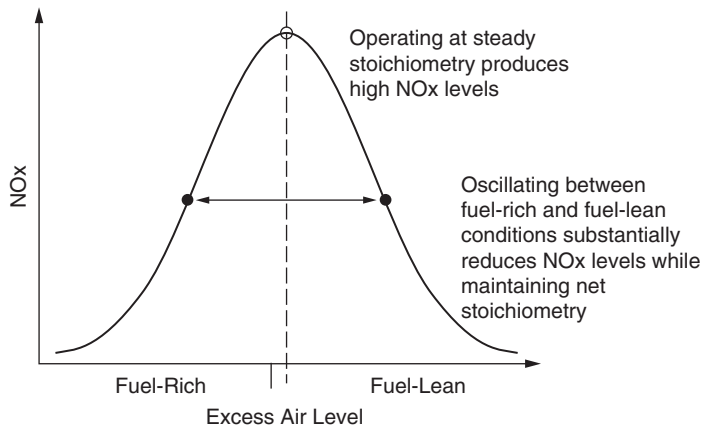 Operating at steady
stoichiometry produces
high NOx levels
NOx
Oscillating between
fuel-rich and fuel-lean
conditions substantially
reduces NOx levels while
maintaining net
stoichiometry
Fuel-Rich
Fuel-Lean
Excess Air Level